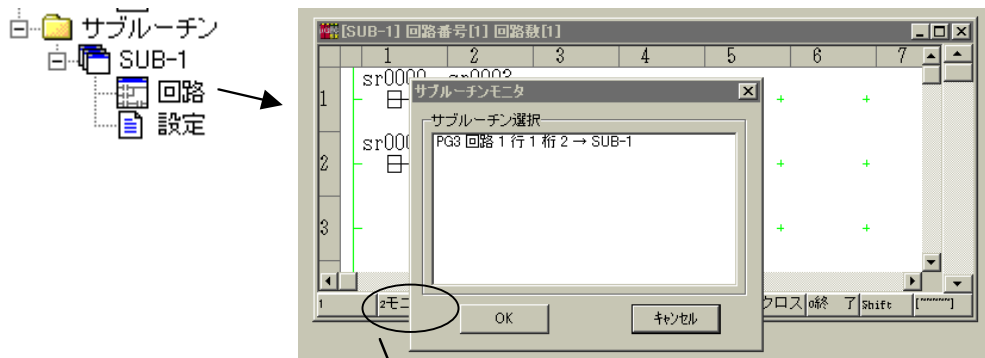 サブルーチン
SUB-1
回路
設定
[SUB-1] 回路番号[1] 回路数[1]
1 2 3 4 5 6 7
sr0000 sr0002
サブルーチンモニタ
サブルーチン選択
PG3 回路 1 行 1 桁 2 → SUB-1
OK
キャンセル
1
sr000
2
3
1
2モニ
クロス 0終 了 Shift ["""""]